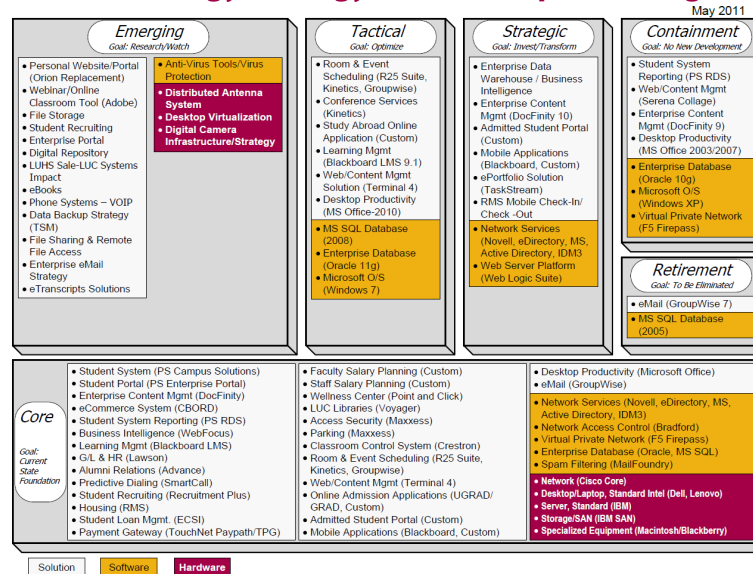 May 2011
Emerging
Goal: Research/Watch
• Personal Website/Portal
(Orion Replacement)
• Webinar/Online
Classroom Tool (Adobe)
• File Storage
• Student Recruiting
• Enterprise Portal
• Digital Repository
• LUHS Sale-LUC Systems
Impact
• eBooks
• Phone Systems – VOIP
• Data Backup Strategy
(TSM)
• File Sharing & Remote
File Access
• Enterprise eMail
Strategy
• eTranscripts Solutions
• Anti-Virus Tools/Virus
Protection
• Distributed Antenna
System
• Desktop Virtualization
• Digital Camera
Infrastructure/Strategy
Tactical
Goal: Optimize
• Room & Event
Scheduling (R25 Suite,
Kinetics, Groupwise)
• Conference Services
(Kinetics)
• Study Abroad Online
Application (Custom)
• Learning Mgmt
(Blackboard LMS 9.1)
• Web/Content Mgmt
Solution (Terminal 4)
• Desktop Productivity
(MS Office-2010)
• MS SQL Database
(2008)
• Enterprise Database
(Oracle 11g)
• Microsoft O/S
(Windows 7)
Strategic
Goal: Invest/Transform
• Enterprise Data
Warehouse / Business
Intelligence
• Enterprise Content
Mgmt (DocFinity 10)
• Admitted Student Portal
(Custom)
• Mobile Applications
(Blackboard, Custom)
• ePortfolio Solution
(TaskStream)
• RMS Mobile Check-In/
Check -Out
• Network Services
(Novell, eDirectory, MS,
Active Directory, IDM3
• Web Server Platform
(Web Logic Suite)
Containment
Goal: No New Development
• Student System
Reporting (PS RDS)
• Web/Content Mgmt
(Serena Collage)
• Enterprise Content
Mgmt (DocFinity 9)
• Desktop Productivity
(MS Office 2003/2007)
• Enterprise Database
(Oracle 10g)
• Microsoft O/S
(Windows XP)
• Virtual Private Network
(F5 Firepass)
Retirement
Goal: To Be Eliminated
• eMail (GroupWise 7)
• MS SQL Database
(2005)
Core
Goal:
Current
State
Foundation
• Student System (PS Campus Solutions)
• Student Portal (PS Enterprise Portal)
• Enterprise Content Mgmt (DocFinity)
• eCommerce System (CBORD)
• Student System Reporting (PS RDS)
• Business Intelligence (WebFocus)
• Learning Mgmt (Blackboard LMS)
• G/L & HR (Lawson)
• Alumni Relations (Advance)
• Predictive Dialing (SmartCall)
• Student Recruiting (Recruitment Plus)
• Housing (RMS)
• Student Loan Mgmt. (ECSI)
• Payment Gateway (TouchNet Paypath/TPG)
• Faculty Salary Planning (Custom)
• Staff Salary Planning (Custom)
• Wellness Center (Point and Click)
• LUC Libraries (Voyager)
• Access Security (Maxxess)
• Parking (Maxxess)
• Classroom Control System (Crestron)
• Room & Event Scheduling (R25 Suite,
Kinetics, Groupwise)
• Web/Content Mgmt (Terminal 4)
• Online Admission Applications (UGRAD/
GRAD, Custom)
• Admitted Student Portal (Custom)
• Mobile Applications (Blackboard, Custom)
• Desktop Productivity (Microsoft Office)
• eMail (GroupWise)
• Network Services (Novell, eDirectory, MS,
Active Directory, IDM3)
• Network Access Control (Bradford)
• Virtual Private Network (F5 Firepass)
• Enterprise Database (Oracle, MS SQL)
• Spam Filtering (MailFoundry)
• Network (Cisco Core)
• Desktop/Laptop, Standard Intel (Dell, Lenovo)
• Server, Standard (IBM)
• Storage/SAN (IBM SAN)
• Specialized Equipment (Macintosh/Blackberry)
Solution
Software
Hardware